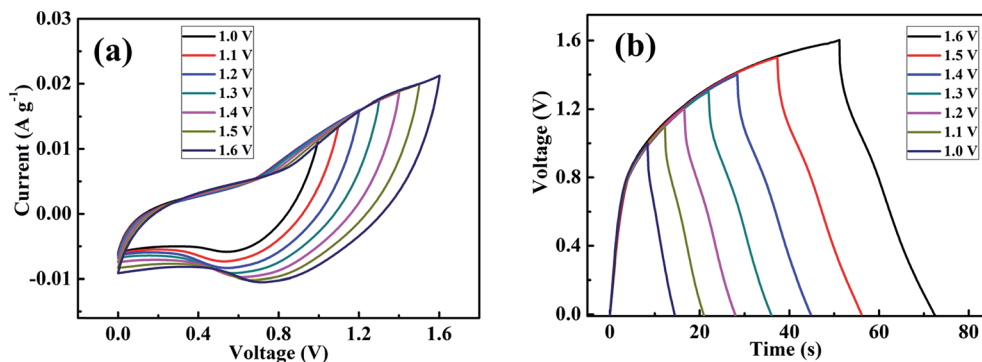 (a)
1.0 V
1.1 V
1.2 V
1.3 V
1.4 V
1.5 V
1.6 V
0.03
0.02
0.01
0.00
-0.01
Current (A g⁻¹)
0.0 0.4 0.8 1.2 1.6
Voltage (V)
(b)
1.6 V
1.5 V
1.4 V
1.3 V
1.2 V
1.1 V
1.0 V
1.6
1.2
0.8
0.4
0.0
Voltage (V)
0 20 40 60 80
Time (s)